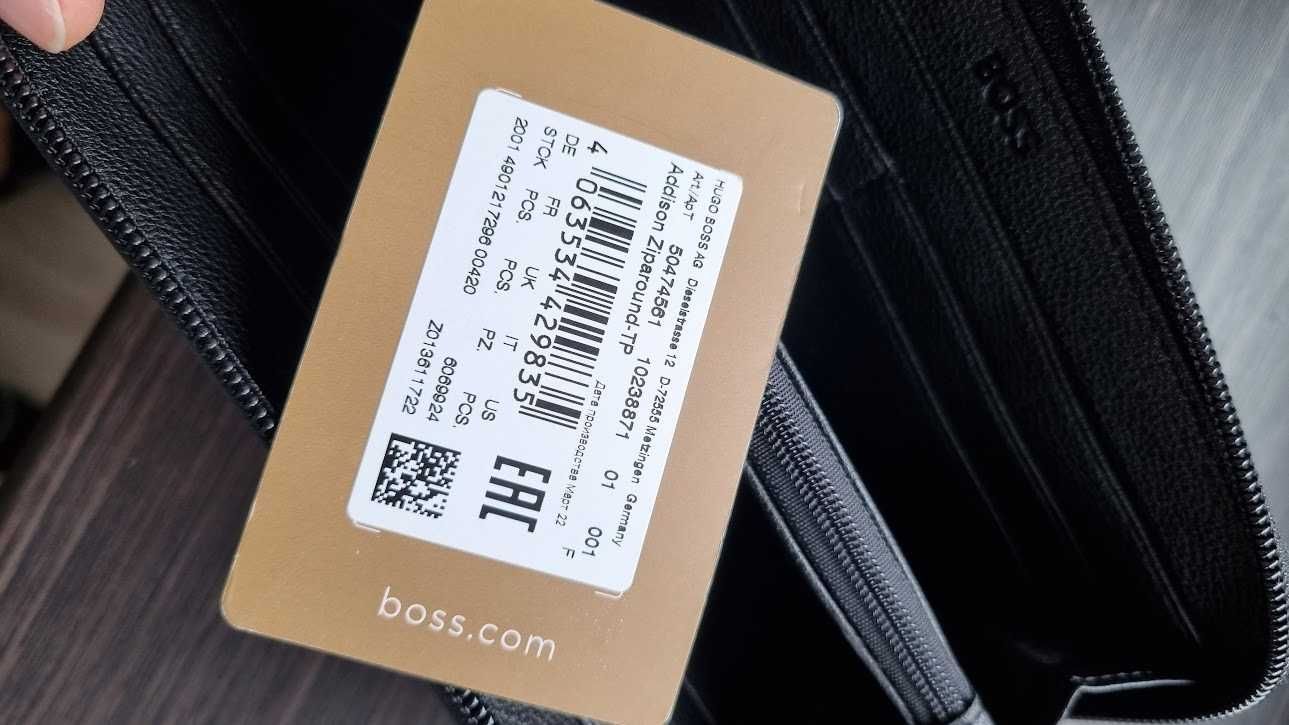 HUGO BOSS AG Dieselstrasse 12 D-72555 Metzingen Germany
Art./Арт 50474561 10238871 01 001
Addison Ziparound-TP
Дата производства Март 22 F
4 063534 429835
DE FR UK IT US
STCK PCS. PCS. PZ. PCS.
2001 4901217296 00420 6069924
Z013611722
EAC
boss.com
BOSS